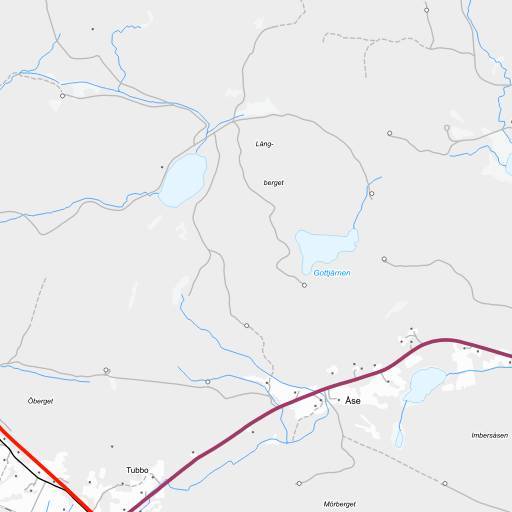 Lång-
berget
Gottjärnen
Öberget
Åse
Imbersåsen
Tubbo
Mörberget